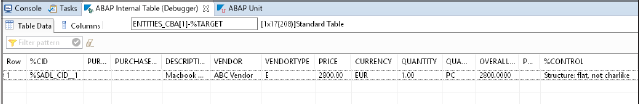 Console Tasks ABAP Internal Table (Debugger) ABAP Unit
Table Data Columns ENTITIES_CBA[1]-%TARGET [1x17(208)]Standard Table
Filter pattern
Row %CID PUR... PURCHASE... DESCRIPTI... VENDOR VENDORTYPE PRICE CURRENCY QUANTITY QUA... OVERALL... P... %CONTROL
1 %SADL_CID__1 Macbook ... ABC Vendor E 2800.00 EUR 1.00 PC 2800.0000 Structure: flat, not charlike